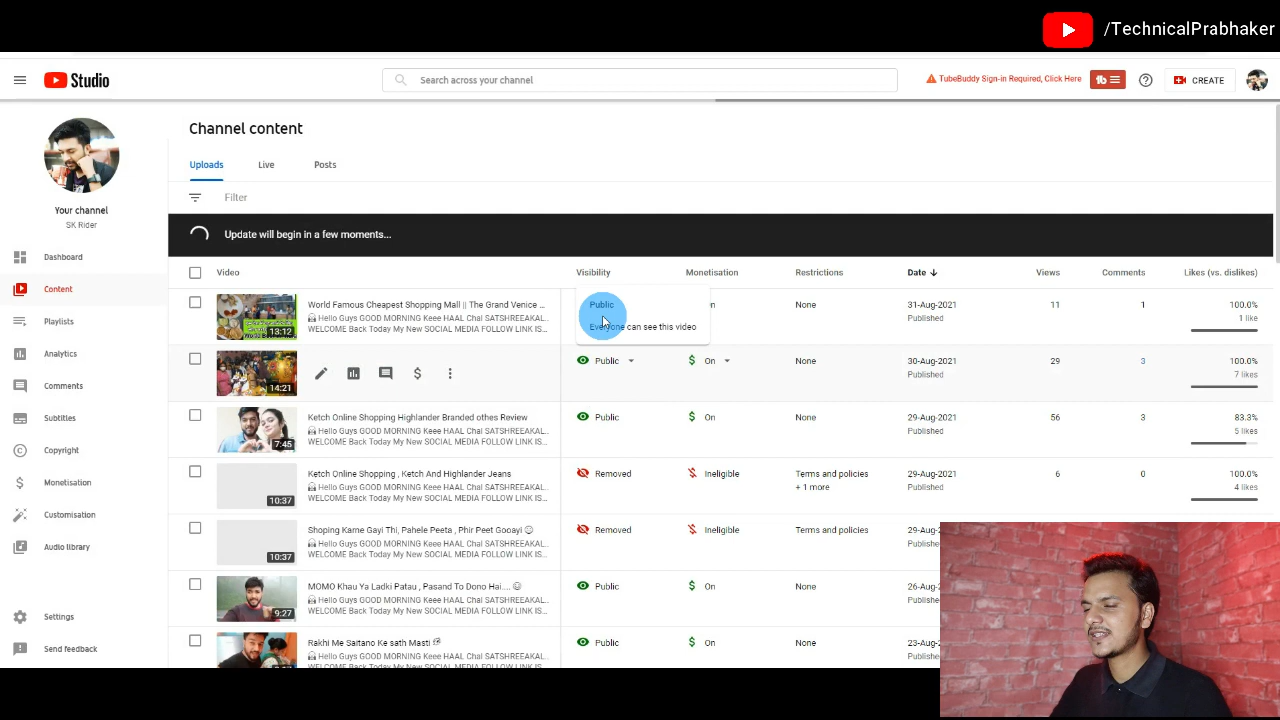 /TechnicalPrabhaker
Studio
Search across your channel
TubeBuddy Sign-in Required, Click Here
tb
CREATE
Your channel
SK Rider
Dashboard
Content
Playlists
Analytics
Comments
Subtitles
Copyright
Monetisation
Customisation
Audio library
Settings
Send feedback
Channel content
Uploads Live Posts
Filter
Update will begin in a few moments...
Video Visibility Monetisation Restrictions Date Views Comments Likes (vs. dislikes)
World Famous Cheapest Shopping Mall || The Grand Venice ...
Hello Guys GOOD MORNING Keee HAAL Chal SATSHREEAKAL...
WELCOME Back Today My New SOCIAL MEDIA FOLLOW LINK IS...
13:12
Public
Everyone can see this video
None 31-Aug-2021 11 1 100.0%
Published 1 like
14:21
Public On None 30-Aug-2021 29 3 100.0%
Published 7 likes
Ketch Online Shopping Highlander Branded othes Review
Hello Guys GOOD MORNING Keee HAAL Chal SATSHREEAKAL...
WELCOME Back Today My New SOCIAL MEDIA FOLLOW LINK IS...
7:45
Public On None 29-Aug-2021 56 3 83.3%
Published 5 likes
Ketch Online Shopping , Ketch And Highlander Jeans
Hello Guys GOOD MORNING Keee HAAL Chal SATSHREEAKAL...
WELCOME Back Today My New SOCIAL MEDIA FOLLOW LINK IS...
10:37
Removed Ineligible Terms and policies 29-Aug-2021 6 0 100.0%
+ 1 more Published 4 likes
Shoping Karne Gayi Thi, Pahele Peeta , Phir Peet Gooayi
Hello Guys GOOD MORNING Keee HAAL Chal SATSHREEAKAL...
WELCOME Back Today My New SOCIAL MEDIA FOLLOW LINK IS...
10:37
Removed Ineligible Terms and policies 29-Aug
Published
MOMO Khau Ya Ladki Patau , Pasand To Dono Hai....
Hello Guys GOOD MORNING Keee HAAL Chal SATSHREEAKAL...
WELCOME Back Today My New SOCIAL MEDIA FOLLOW LINK IS...
9:27
Public On None 26-Aug
Published
Rakhi Me Saitano Ke sath Masti
Hello Guys GOOD MORNING Keee HAAL Chal SATSHREEAKAL...
Public On None 23-Aug
Published